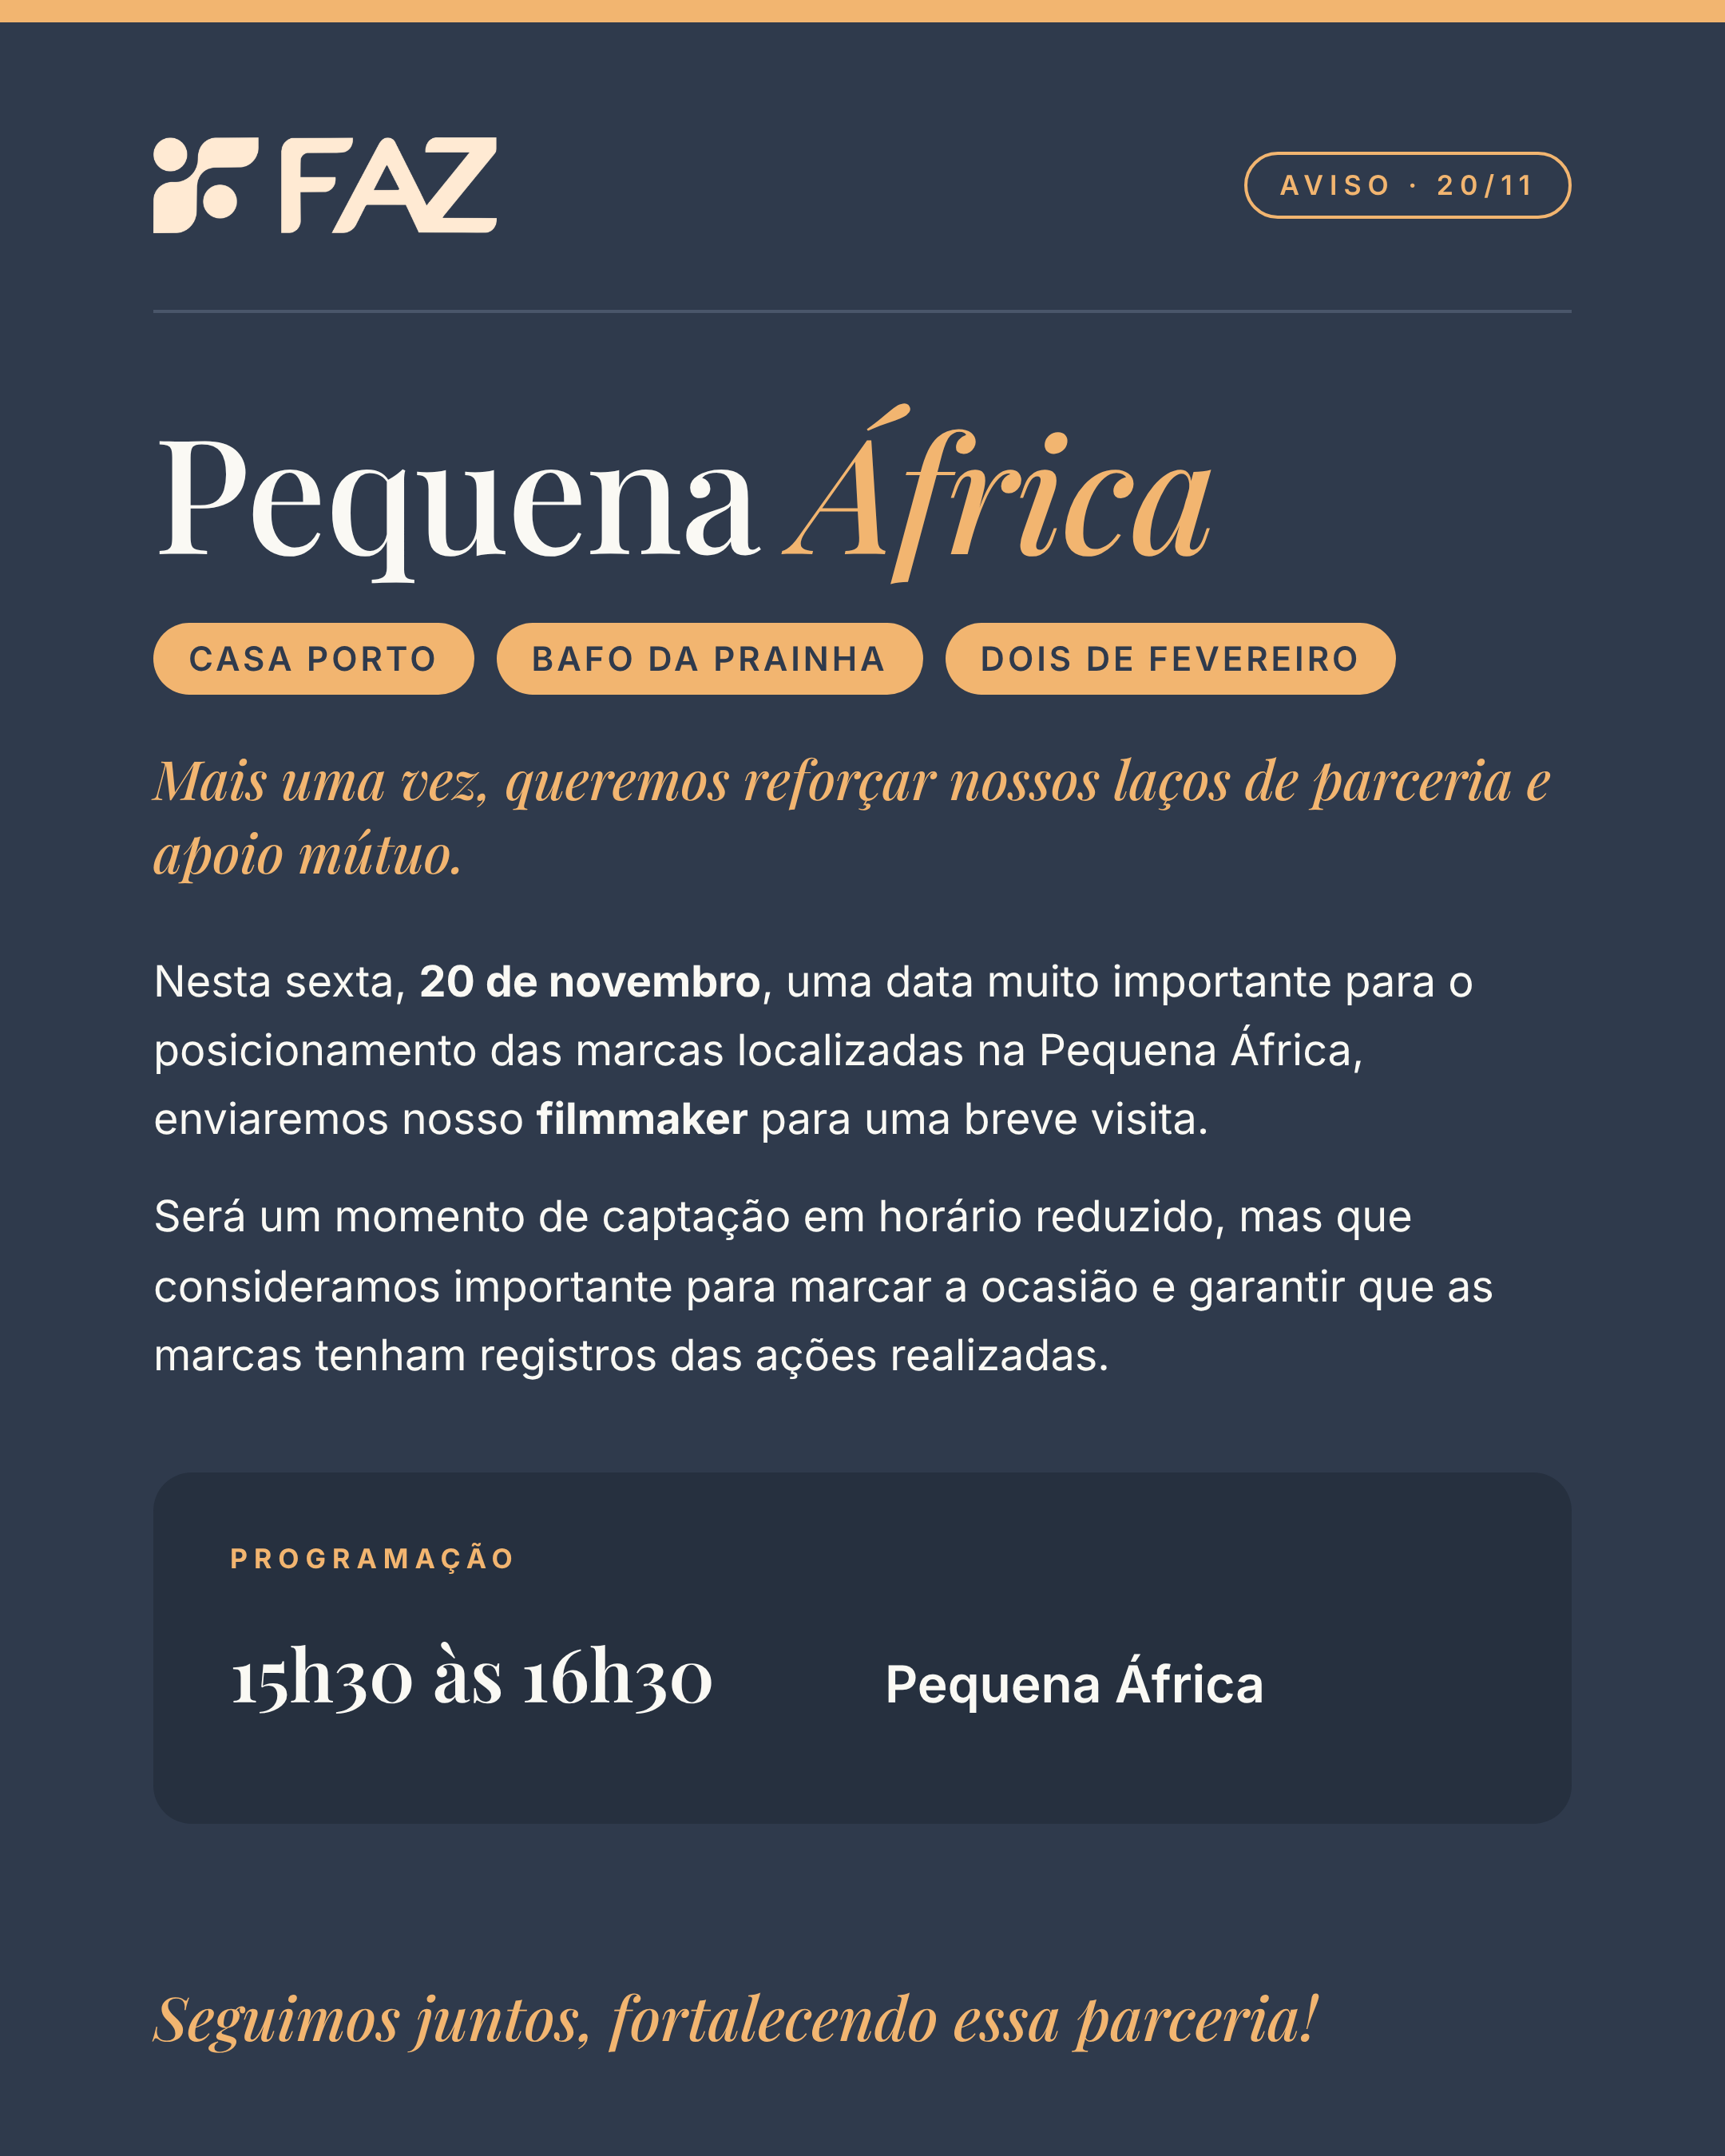 FAZ
AVISO · 20/11
Pequena África
CASA PORTO
BAFO DA PRAINHA
DOIS DE FEVEREIRO
Mais uma vez, queremos reforçar nossos laços de parceria e
apoio mútuo.
Nesta sexta, 20 de novembro, uma data muito importante para o
posicionamento das marcas localizadas na Pequena África,
enviaremos nosso filmmaker para uma breve visita.
Será um momento de captação em horário reduzido, mas que
consideramos importante para marcar a ocasião e garantir que as
marcas tenham registros das ações realizadas.
PROGRAMAÇÃO
15h30 às 16h30
Pequena África
Seguimos juntos, fortalecendo essa parceria!